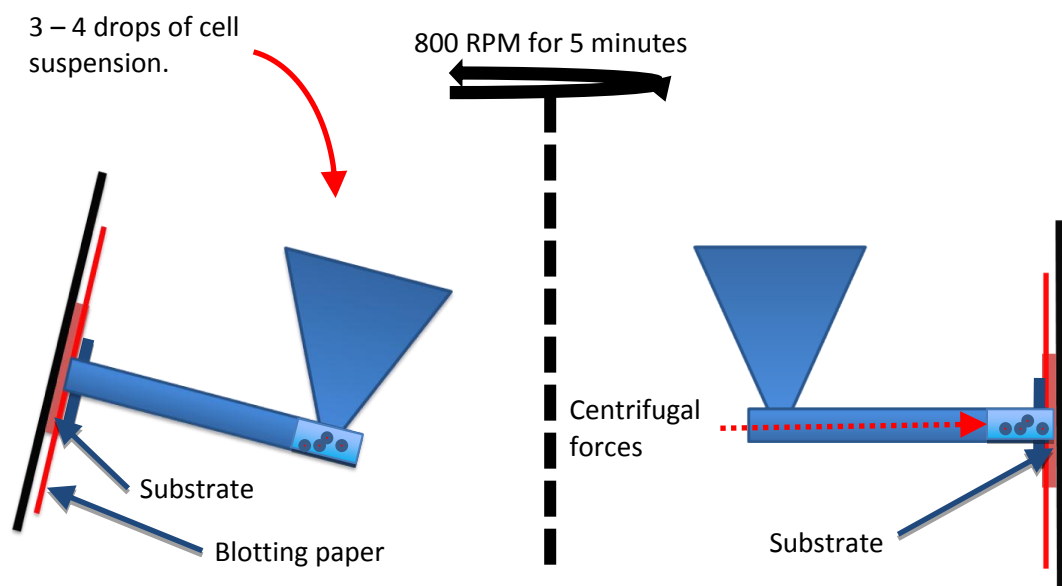 3 – 4 drops of cell
suspension.
800 RPM for 5 minutes
Centrifugal
forces
Substrate
Blotting paper
Substrate